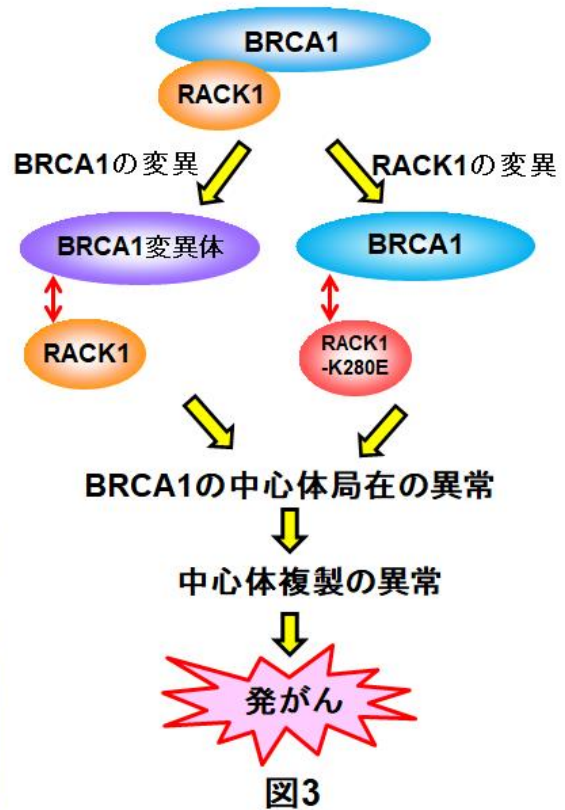 BRCA1
RACK1
BRCA1の変異
RACK1の変異
BRCA1変異体
BRCA1
RACK1
RACK1
-K280E
BRCA1の中心体局在の異常
中心体複製の異常
発がん
図3